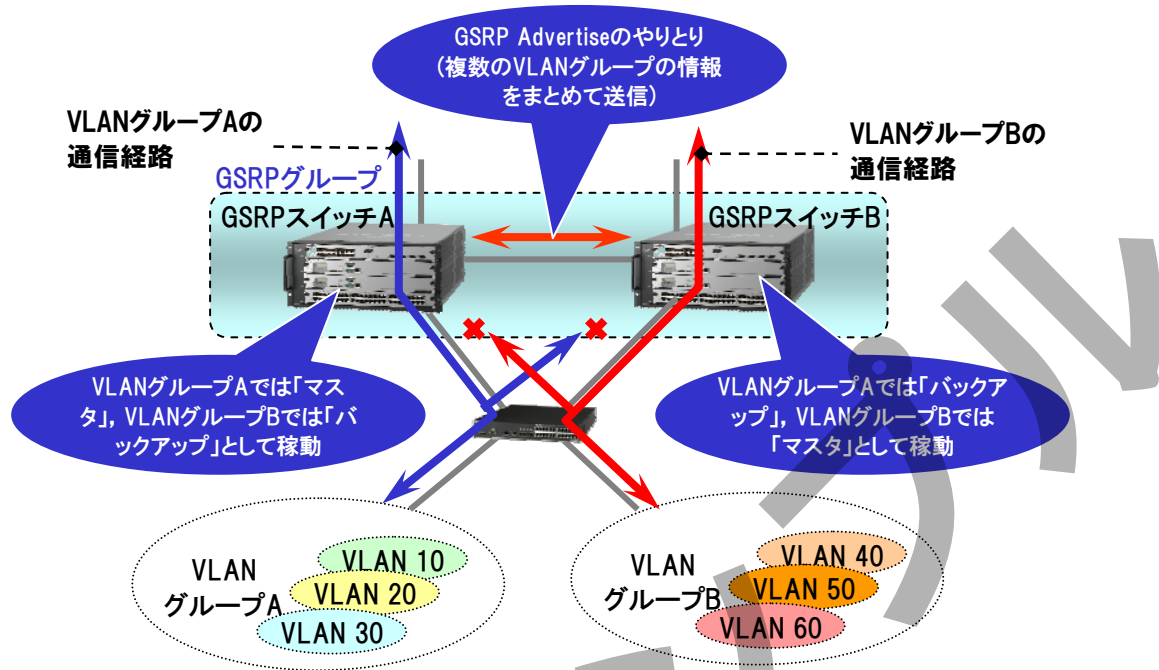 GSRP Advertiseのやりとり
(複数のVLANグループの情報
をまとめて送信)
VLANグループAの
通信経路
VLANグループBの
通信経路
GSRPグループ
GSRPスイッチA
GSRPスイッチB
VLANグループAでは「マス
タ」, VLANグループBでは「バ
ックアップ」として稼動
VLANグループAでは「バックア
ップ」, VLANグループBでは
「マスタ」として稼動
VLAN
グループA
VLAN 10
VLAN 20
VLAN 30
VLAN
グループB
VLAN 40
VLAN 50
VLAN 60